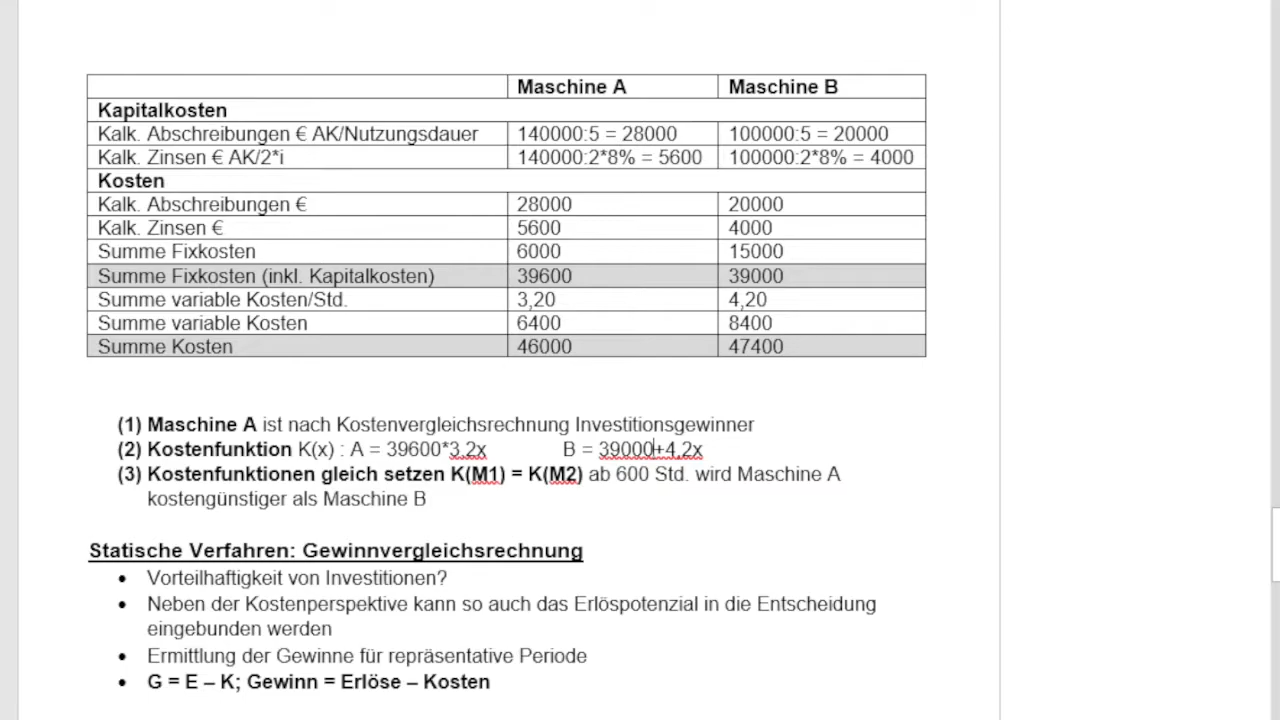 Maschine A Maschine B
Kapitalkosten
Kalk. Abschreibungen € AK/Nutzungsdauer 140000:5 = 28000 100000:5 = 20000
Kalk. Zinsen € AK/2*i 140000:2*8% = 5600 100000:2*8% = 4000
Kosten
Kalk. Abschreibungen € 28000 20000
Kalk. Zinsen € 5600 4000
Summe Fixkosten 6000 15000
Summe Fixkosten (inkl. Kapitalkosten) 39600 39000
Summe variable Kosten/Std. 3,20 4,20
Summe variable Kosten 6400 8400
Summe Kosten 46000 47400
(1) Maschine A ist nach Kostenvergleichsrechnung Investitionsgewinner
(2) Kostenfunktion K(x) : A = 39600*3,2x B = 39000+4,2x
(3) Kostenfunktionen gleich setzen K(M1) = K(M2) ab 600 Std. wird Maschine A
kostengünstiger als Maschine B
Statische Verfahren: Gewinnvergleichsrechnung
• Vorteilhaftigkeit von Investitionen?
• Neben der Kostenperspektive kann so auch das Erlöspotenzial in die Entscheidung
eingebunden werden
• Ermittlung der Gewinne für repräsentative Periode
• G = E – K; Gewinn = Erlöse – Kosten